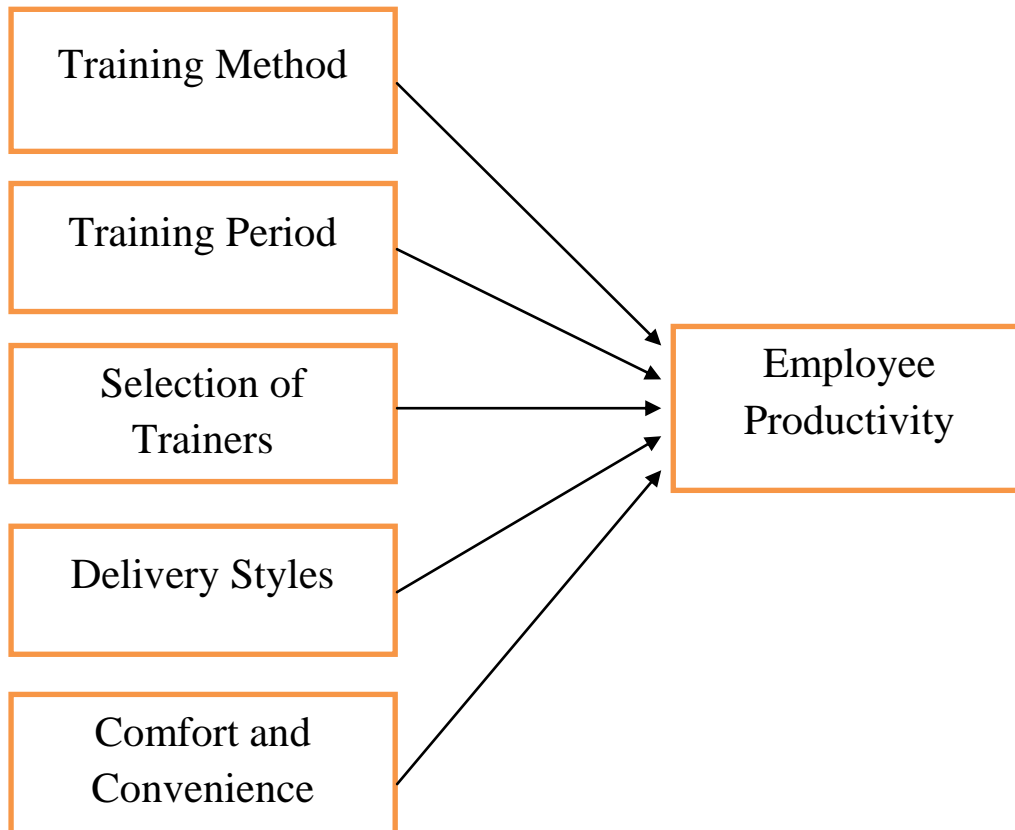 Training Method
Training Period
Selection of
Trainers
Delivery Styles
Comfort and
Convenience
Employee
Productivity